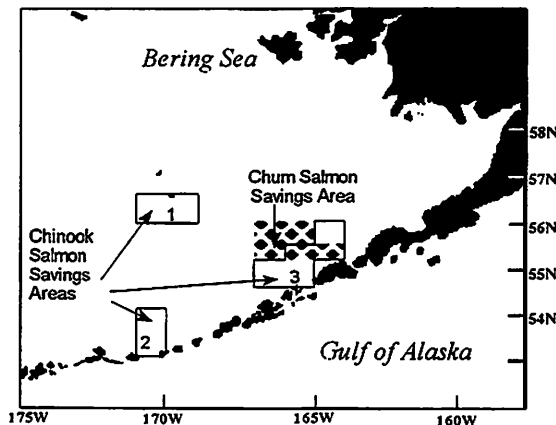 Bering Sea
58N
57N
Chum Salmon
Savings Area
1
56N
Chinook
Salmon
Savings
Areas
55N
3
54N
2
Gulf of Alaska
175W
170W
165W
160W